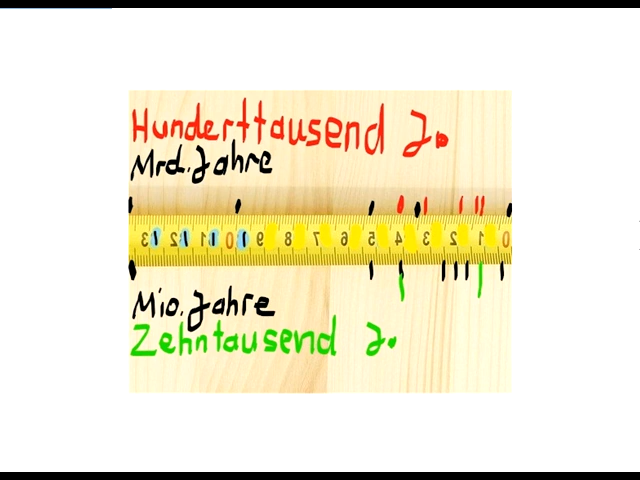 Hunderttausend J.
Mrd. Jahre
13 12 11 10 9 8 7 6 5 4 3 2 1 0
Mio. Jahre
Zehntausend J.